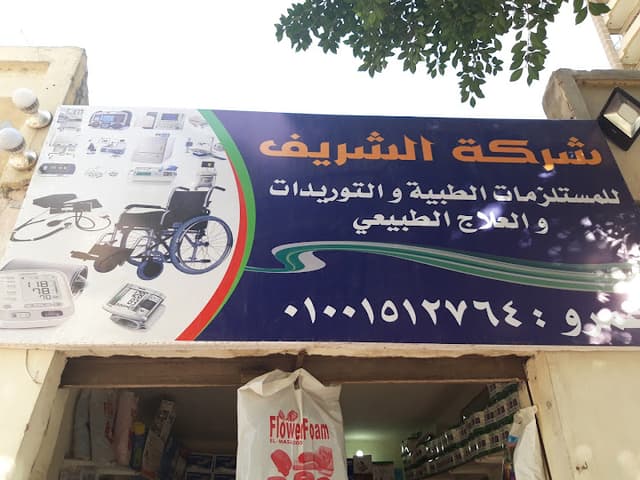 شركة الشريف
للمستلزمات الطبية و التوريدات
و العلاج الطبيعي
٠١٠٠١٥١٢٧٦٤
FlowerFoam